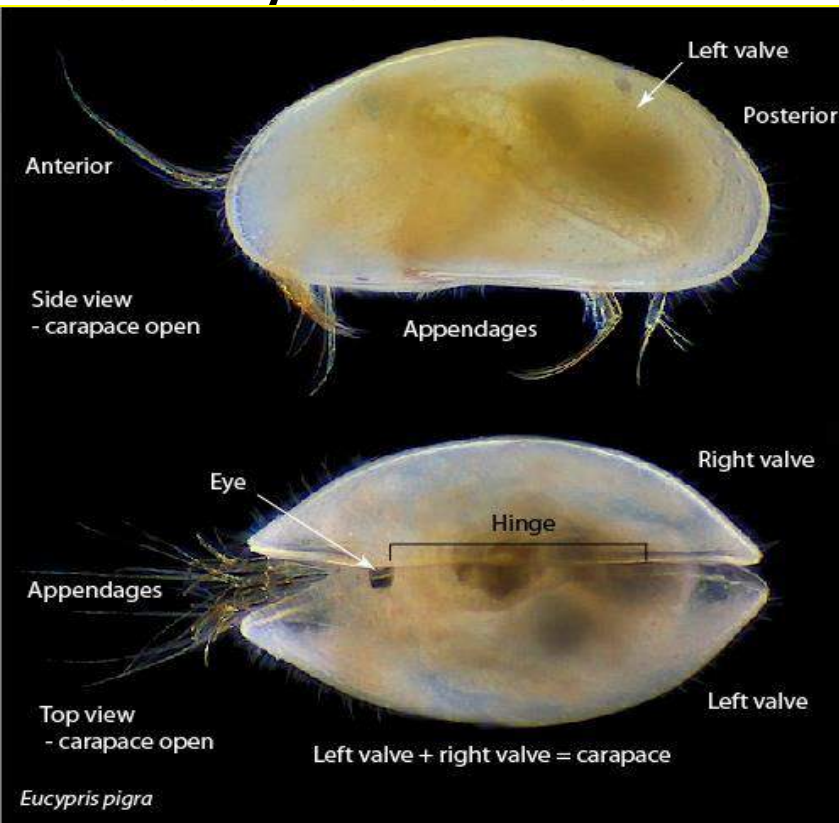 Left valve
Posterior
Anterior
Side view
- carapace open
Appendages
Right valve
Eye
Hinge
Appendages
Left valve
Top view
- carapace open
Left valve + right valve = carapace
Eucypris pigra